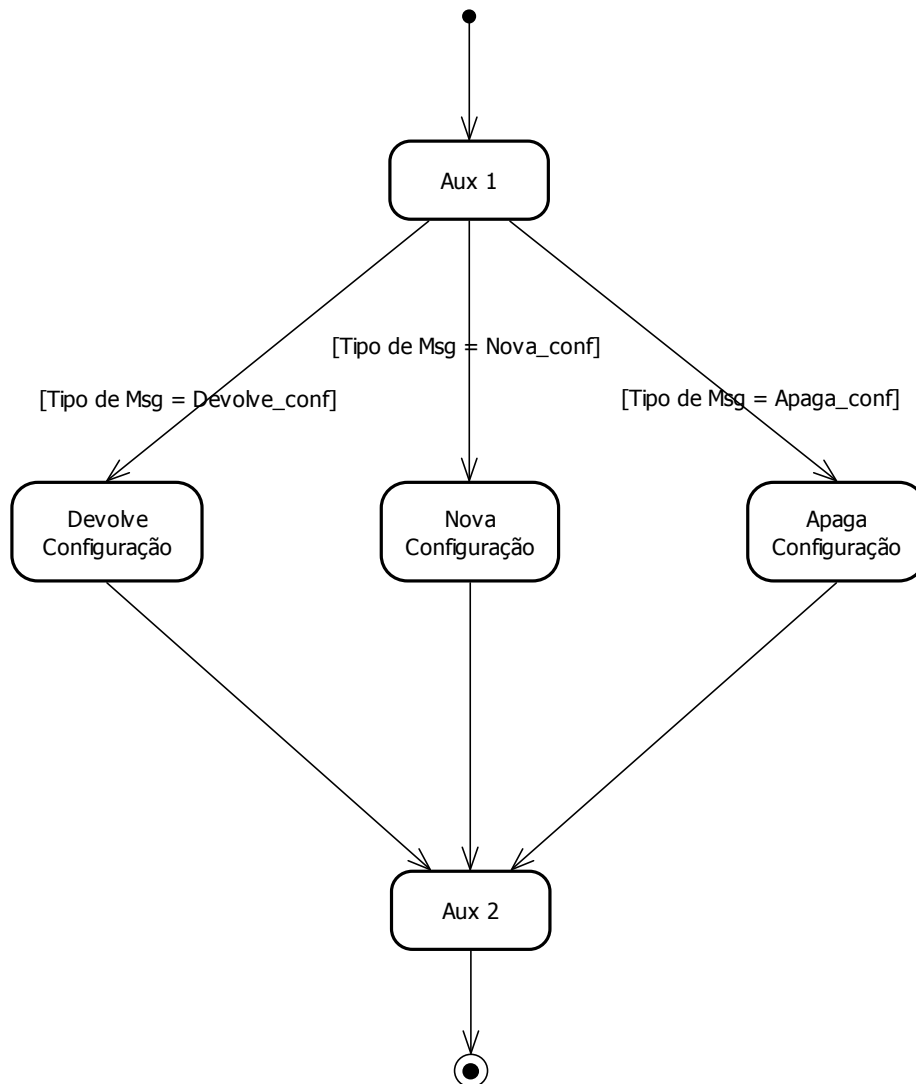 Aux 1
[Tipo de Msg = Nova_conf]
[Tipo de Msg = Devolve_conf]
[Tipo de Msg = Apaga_conf]
Devolve
Configuração
Nova
Configuração
Apaga
Configuração
Aux 2